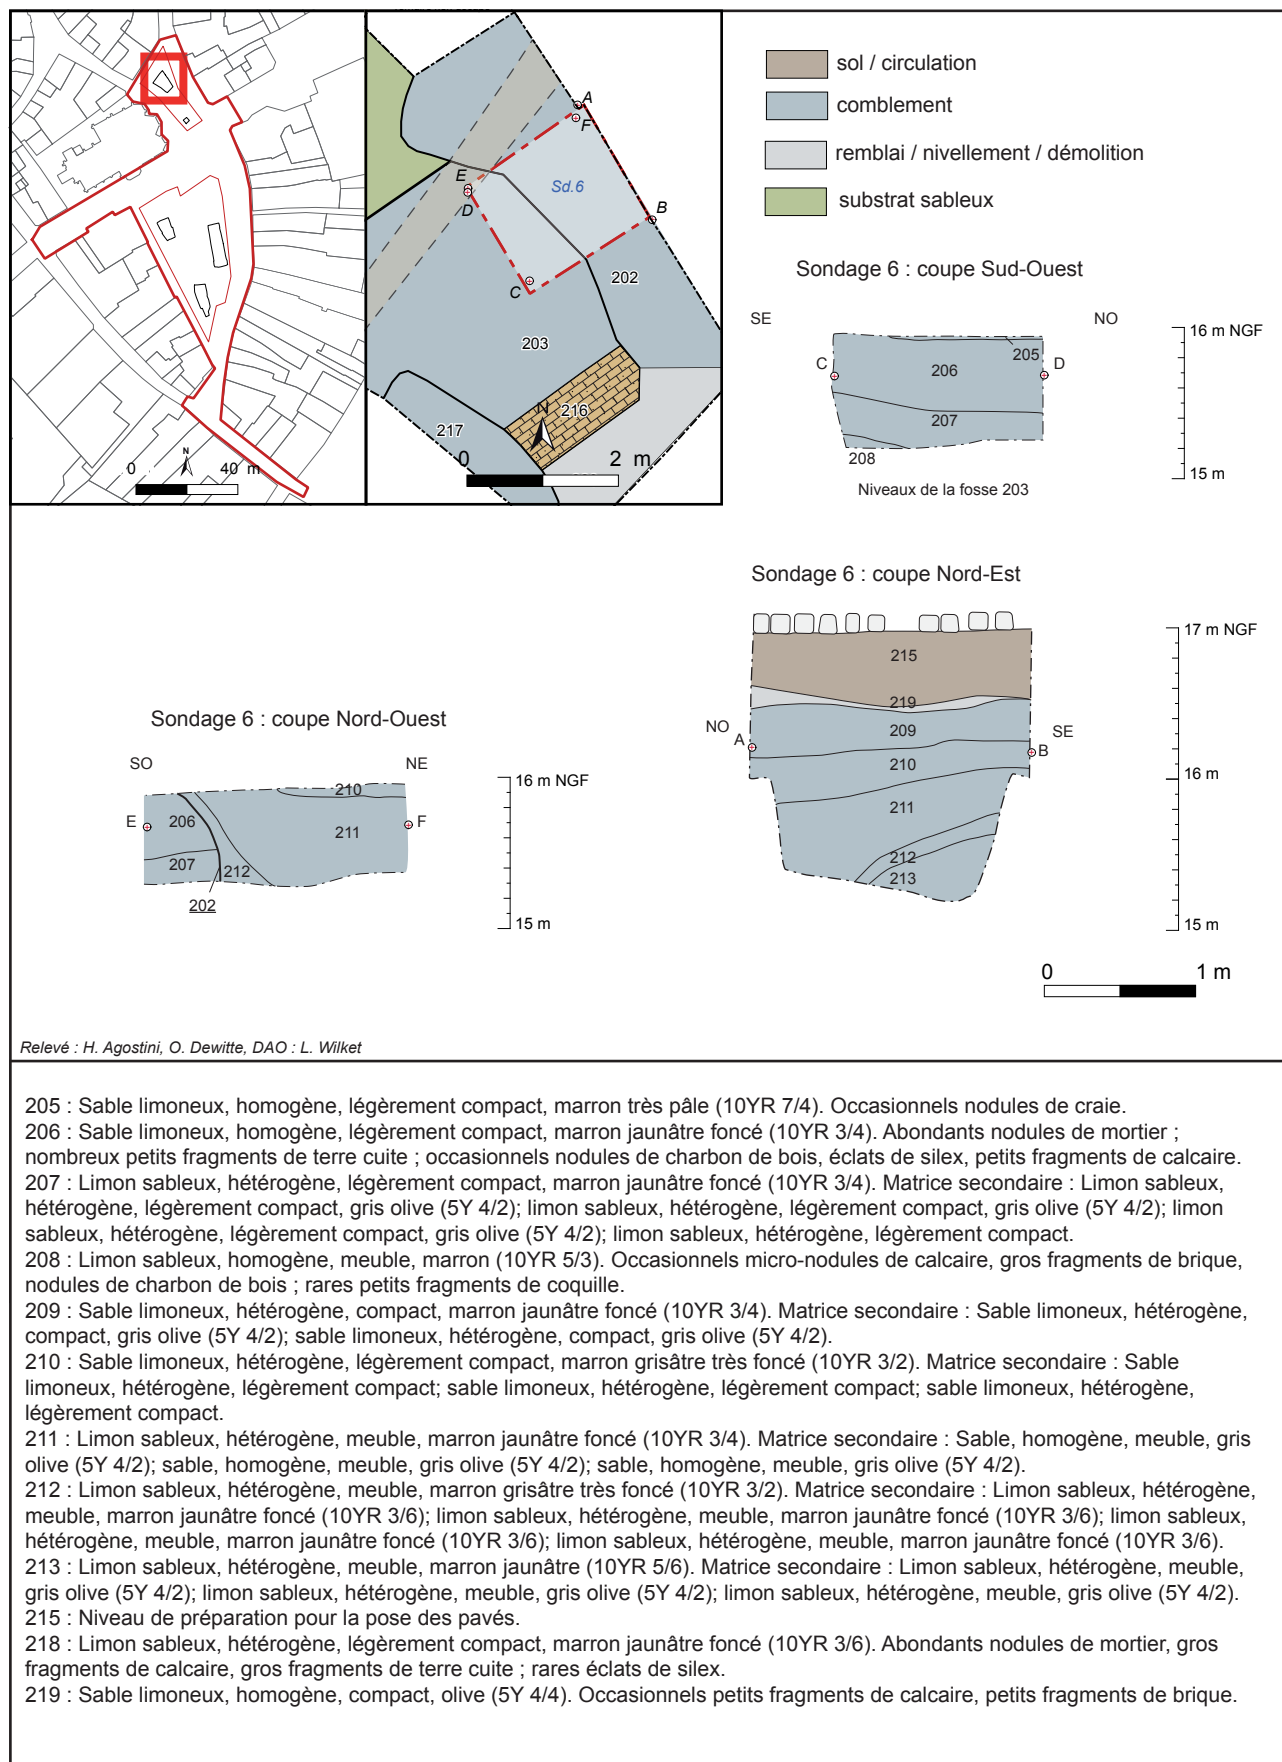 N
0 40 m
A
F
E
D
Sd.6
B
C
202
203
216
217
N
0 2 m
sol / circulation
comblement
remblai / nivellement / démolition
substrat sableux
Sondage 6 : coupe Sud-Ouest
SE NO
16 m NGF
205
C 206 D
207
208
15 m
Niveaux de la fosse 203
Sondage 6 : coupe Nord-Est
17 m NGF
215
219
NO 209 SE
A B
210
16 m
211
212
213
15 m
Sondage 6 : coupe Nord-Ouest
SO NE
16 m NGF
210
E 206 F
211
207 212
202
15 m
0 1 m
Relevé : H. Agostini, O. Dewitte, DAO : L. Wilket
205 : Sable limoneux, homogène, légèrement compact, marron très pâle (10YR 7/4). Occasionnels nodules de craie.
206 : Sable limoneux, homogène, légèrement compact, marron jaunâtre foncé (10YR 3/4). Abondants nodules de mortier ;
nombreux petits fragments de terre cuite ; occasionnels nodules de charbon de bois, éclats de silex, petits fragments de calcaire.
207 : Limon sableux, hétérogène, légèrement compact, marron jaunâtre foncé (10YR 3/4). Matrice secondaire : Limon sableux,
hétérogène, légèrement compact, gris olive (5Y 4/2); limon sableux, hétérogène, légèrement compact, gris olive (5Y 4/2); limon
sableux, hétérogène, légèrement compact, gris olive (5Y 4/2); limon sableux, hétérogène, légèrement compact.
208 : Limon sableux, homogène, meuble, marron (10YR 5/3). Occasionnels micro-nodules de calcaire, gros fragments de brique,
nodules de charbon de bois ; rares petits fragments de coquille.
209 : Sable limoneux, hétérogène, compact, marron jaunâtre foncé (10YR 3/4). Matrice secondaire : Sable limoneux, hétérogène,
compact, gris olive (5Y 4/2); sable limoneux, hétérogène, compact, gris olive (5Y 4/2).
210 : Sable limoneux, hétérogène, légèrement compact, marron grisâtre très foncé (10YR 3/2). Matrice secondaire : Sable
limoneux, hétérogène, légèrement compact; sable limoneux, hétérogène, légèrement compact; sable limoneux, hétérogène,
légèrement compact.
211 : Limon sableux, hétérogène, meuble, marron jaunâtre foncé (10YR 3/4). Matrice secondaire : Sable, homogène, meuble, gris
olive (5Y 4/2); sable, homogène, meuble, gris olive (5Y 4/2); sable, homogène, meuble, gris olive (5Y 4/2).
212 : Limon sableux, hétérogène, meuble, marron grisâtre très foncé (10YR 3/2). Matrice secondaire : Limon sableux, hétérogène,
meuble, marron jaunâtre foncé (10YR 3/6); limon sableux, hétérogène, meuble, marron jaunâtre foncé (10YR 3/6); limon sableux,
hétérogène, meuble, marron jaunâtre foncé (10YR 3/6); limon sableux, hétérogène, meuble, marron jaunâtre foncé (10YR 3/6).
213 : Limon sableux, hétérogène, meuble, marron jaunâtre (10YR 5/6). Matrice secondaire : Limon sableux, hétérogène, meuble,
gris olive (5Y 4/2); limon sableux, hétérogène, meuble, gris olive (5Y 4/2); limon sableux, hétérogène, meuble, gris olive (5Y 4/2).
215 : Niveau de préparation pour la pose des pavés.
218 : Limon sableux, hétérogène, légèrement compact, marron jaunâtre foncé (10YR 3/6). Abondants nodules de mortier, gros
fragments de calcaire, gros fragments de terre cuite ; rares éclats de silex.
219 : Sable limoneux, homogène, compact, olive (5Y 4/4). Occasionnels petits fragments de calcaire, petits fragments de brique.